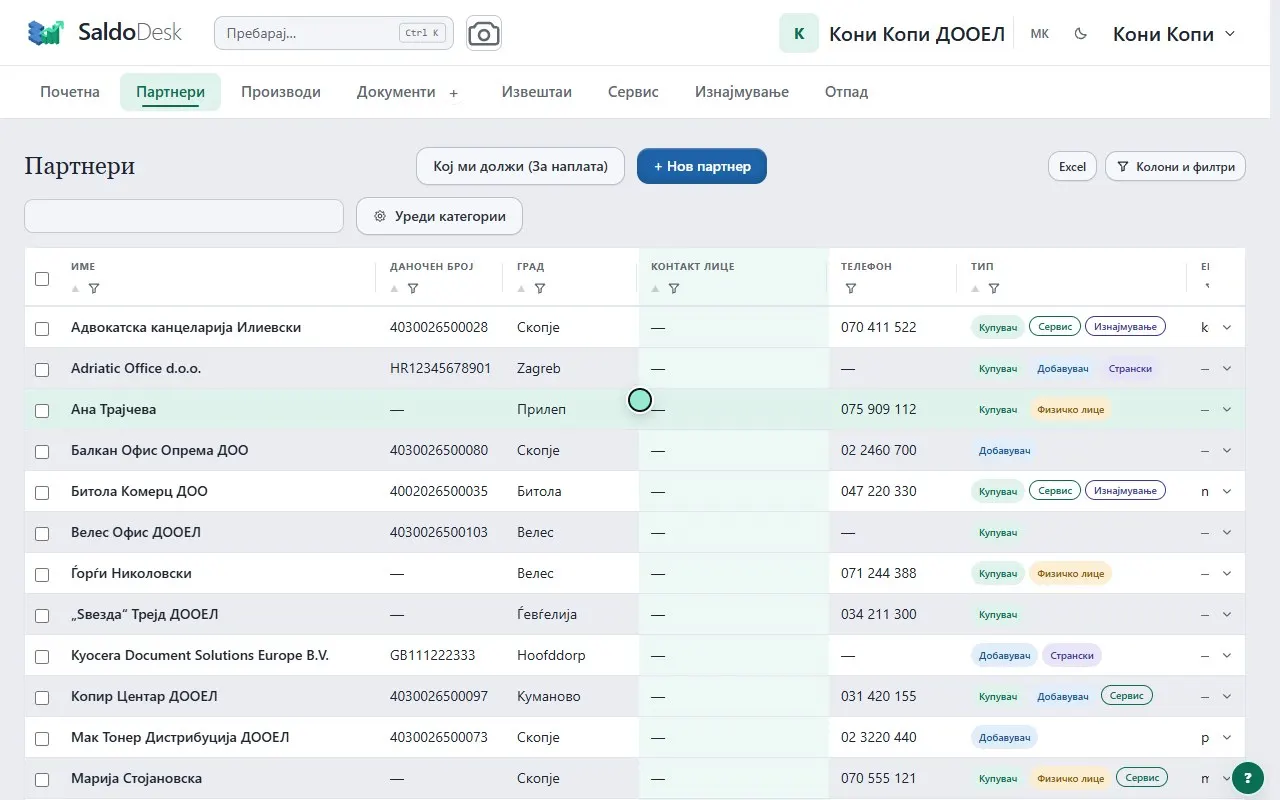 SaldoDesk
Пребарај... Ctrl K
К Кони Копи ДООЕЛ МК Кони Копи
Почетна Партнери Производи Документи + Извештаи Сервис Изнајмување Отпад
Партнери Кој ми должи (За наплата) + Нов партнер Excel Колони и филтри
Уреди категории
ИМЕ ДАНОЧЕН БРОЈ ГРАД КОНТАКТ ЛИЦЕ ТЕЛЕФОН ТИП
Адвокатска канцеларија Илиевски 4030026500028 Скопје — 070 411 522 Купувач Сервис Изнајмување k
Adriatic Office d.o.o. HR12345678901 Zagreb — — Купувач Добавувач Странски —
Ана Трајчева — Прилеп — 075 909 112 Купувач Физичко лице —
Балкан Офис Опрема ДОО 4030026500080 Скопје — 02 2460 700 Добавувач —
Битола Комерц ДОО 4002026500035 Битола — 047 220 330 Купувач Сервис Изнајмување n
Велес Офис ДООЕЛ 4030026500103 Велес — — Купувач —
Ѓорѓи Николовски — Велес — 071 244 388 Купувач Физичко лице —
„Ѕвезда“ Трејд ДООЕЛ — Ѓевѓелија — 034 211 300 Купувач —
Kyocera Document Solutions Europe B.V. GB111222333 Hoofddorp — — Добавувач Странски —
Копир Центар ДООЕЛ 4030026500097 Куманово — 031 420 155 Купувач Добавувач Сервис —
Мак Тонер Дистрибуција ДООЕЛ 4030026500073 Скопје — 02 3220 440 Добавувач p
Марија Стојановска — Скопје — 070 555 121 Купувач Физичко лице Сервис m
?